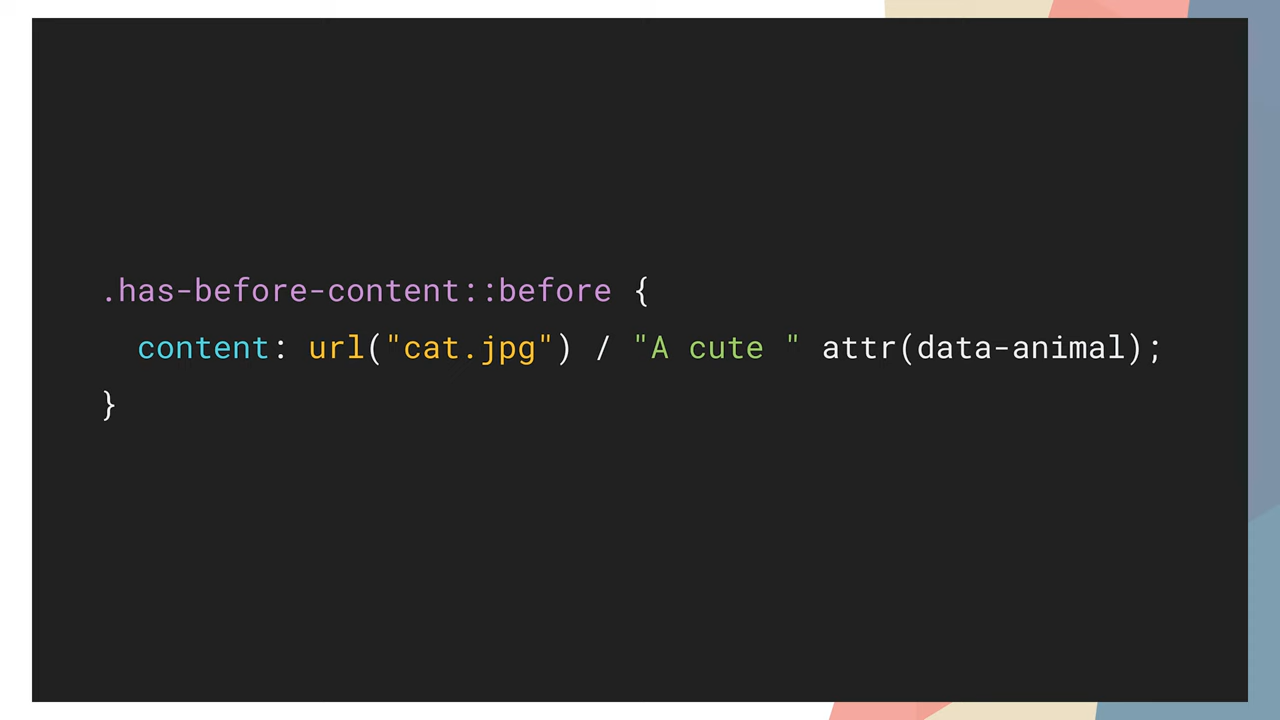 .has-before-content::before {
content: url("cat.jpg") / "A cute " attr(data-animal);
}